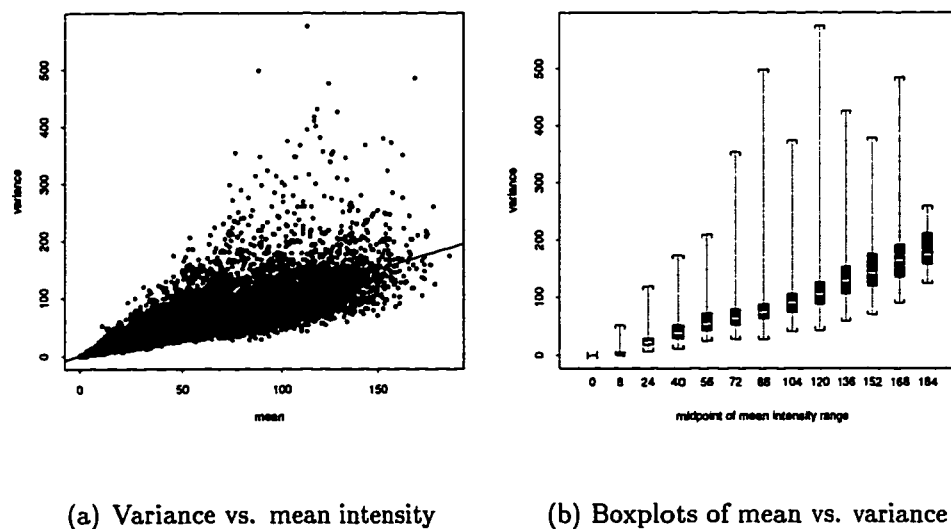 500
400
300
200
100
0
variance
0 50 100 150
mean
500
400
300
200
100
0
variance
0 8 24 40 56 72 88 104 120 136 152 168 184
midpoint of mean intensity range
(a) Variance vs. mean intensity
(b) Boxplots of mean vs. variance